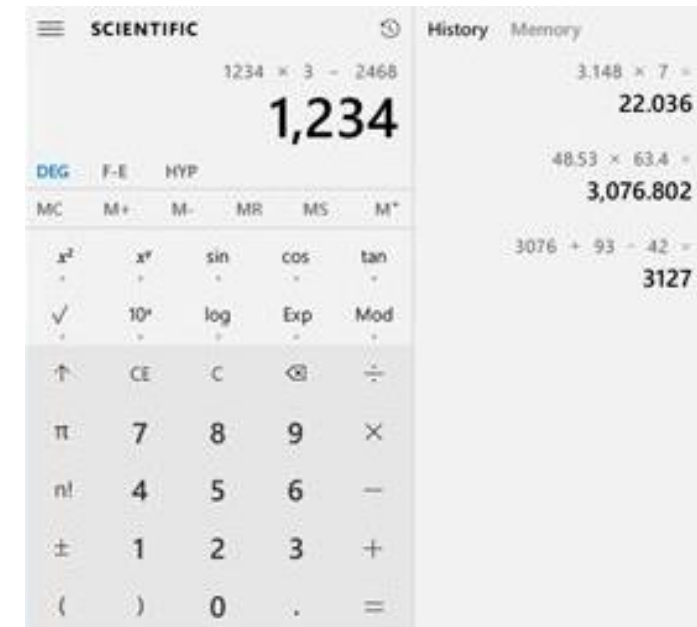 SCIENTIFIC
1234 × 3 - 2468
1,234
DEG F-E HYP
MC M+ M- MR MS M˅
x² xʸ sin cos tan
√ 10ˣ log Exp Mod
↑ CE C ⌫ ÷
π 7 8 9 ×
n! 4 5 6 −
± 1 2 3 +
( ) 0 . =
History Memory
3.148 × 7 =
22.036
48.53 × 63.4 =
3,076.802
3076 + 93 - 42 =
3127